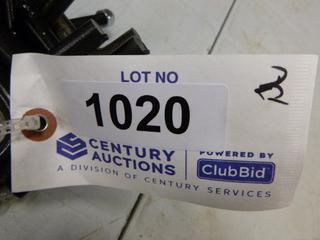 LOT NO
1020
CENTURY
AUCTIONS
A DIVISION OF CENTURY SERVICES
POWERED BY
ClubBid